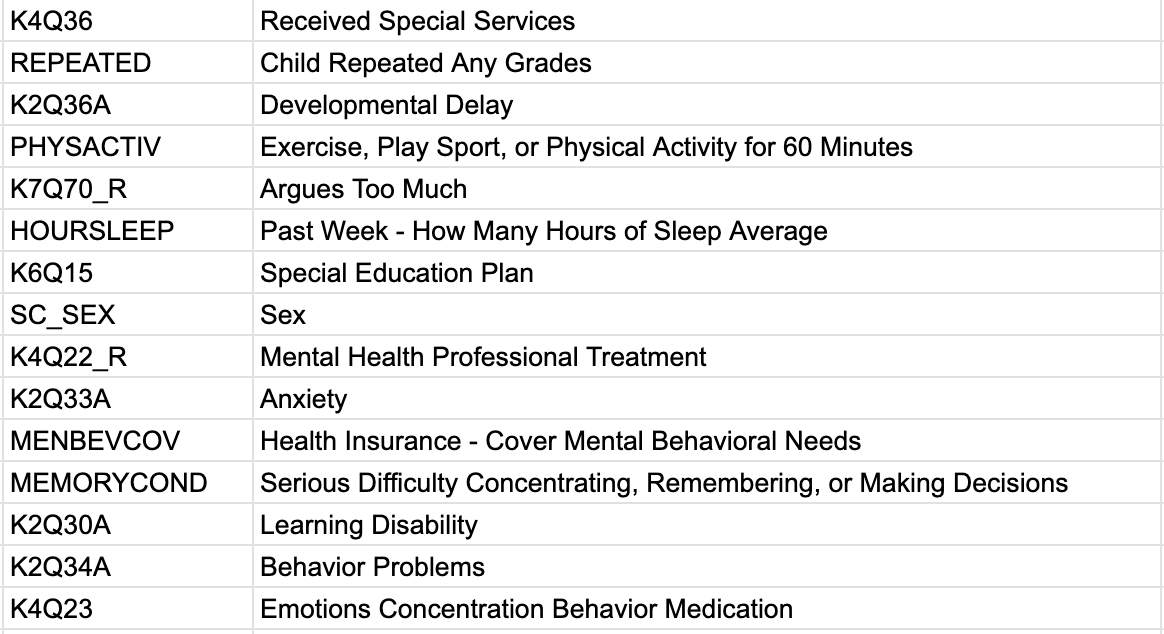 K4Q36 Received Special Services
REPEATED Child Repeated Any Grades
K2Q36A Developmental Delay
PHYSACTIV Exercise, Play Sport, or Physical Activity for 60 Minutes
K7Q70_R Argues Too Much
HOURSLEEP Past Week - How Many Hours of Sleep Average
K6Q15 Special Education Plan
SC_SEX Sex
K4Q22_R Mental Health Professional Treatment
K2Q33A Anxiety
MENBEVCOV Health Insurance - Cover Mental Behavioral Needs
MEMORYCOND Serious Difficulty Concentrating, Remembering, or Making Decisions
K2Q30A Learning Disability
K2Q34A Behavior Problems
K4Q23 Emotions Concentration Behavior Medication